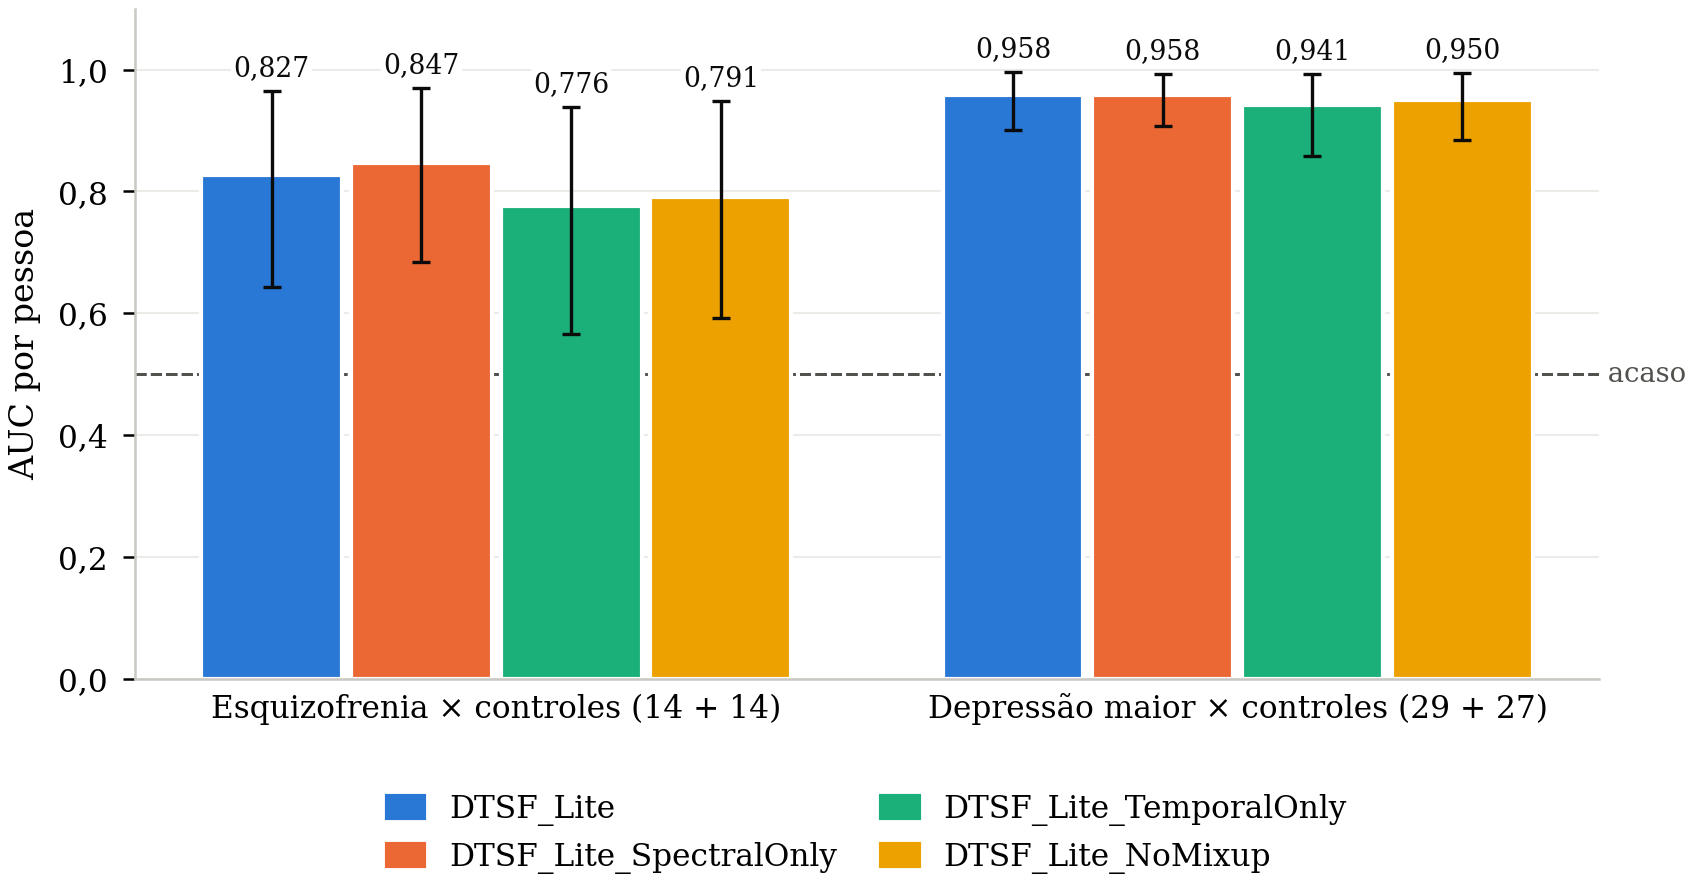 0,827
0,847
0,776
0,791
0,958
0,958
0,941
0,950
AUC por pessoa
1,0
0,8
0,6
0,4
0,2
0,0
acaso
Esquizofrenia × controles (14 + 14)
Depressão maior × controles (29 + 27)
DTSF_Lite
DTSF_Lite_SpectralOnly
DTSF_Lite_TemporalOnly
DTSF_Lite_NoMixup